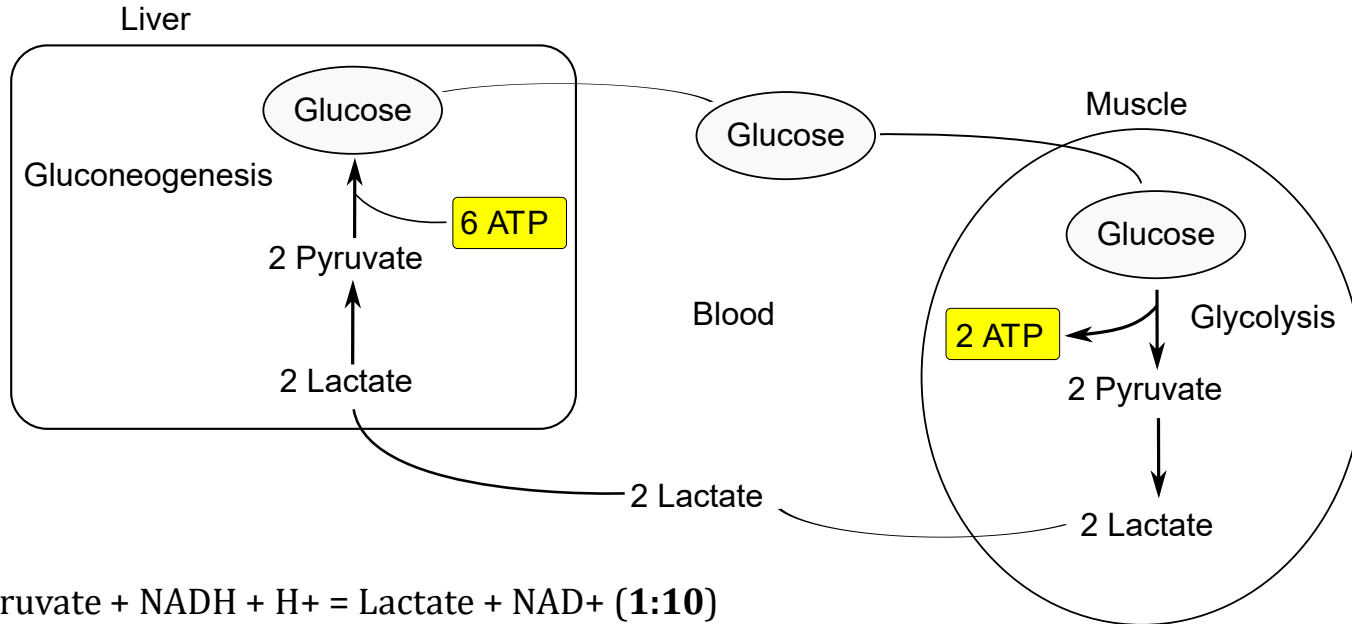 Liver
Glucose
Gluconeogenesis
6 ATP
2 Pyruvate
2 Lactate
Glucose
Blood
2 Lactate
Muscle
Glucose
2 ATP
Glycolysis
2 Pyruvate
2 Lactate
ruvate + NADH + H+ = Lactate + NAD+ (1:10)